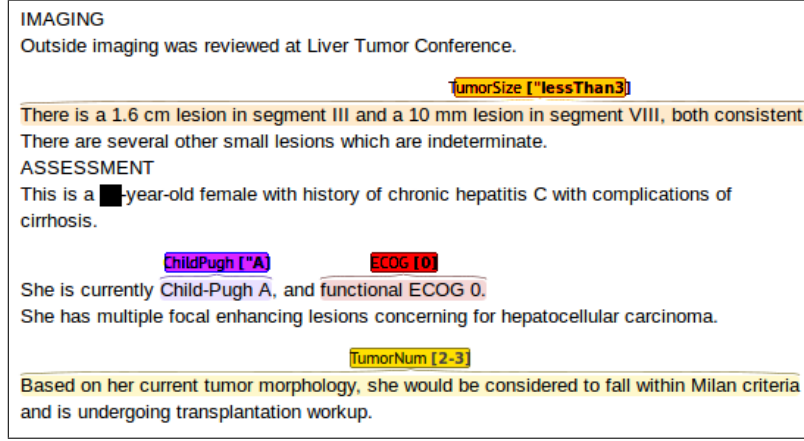 IMAGING
Outside imaging was reviewed at Liver Tumor Conference.
TumorSize ["lessThan3]
There is a 1.6 cm lesion in segment III and a 10 mm lesion in segment VIII, both consistent
There are several other small lesions which are indeterminate.
ASSESSMENT
This is a -year-old female with history of chronic hepatitis C with complications of
cirrhosis.
ChildPugh ["A] ECOG [0]
She is currently Child-Pugh A, and functional ECOG 0.
She has multiple focal enhancing lesions concerning for hepatocellular carcinoma.
TumorNum [2-3]
Based on her current tumor morphology, she would be considered to fall within Milan criteria
and is undergoing transplantation workup.